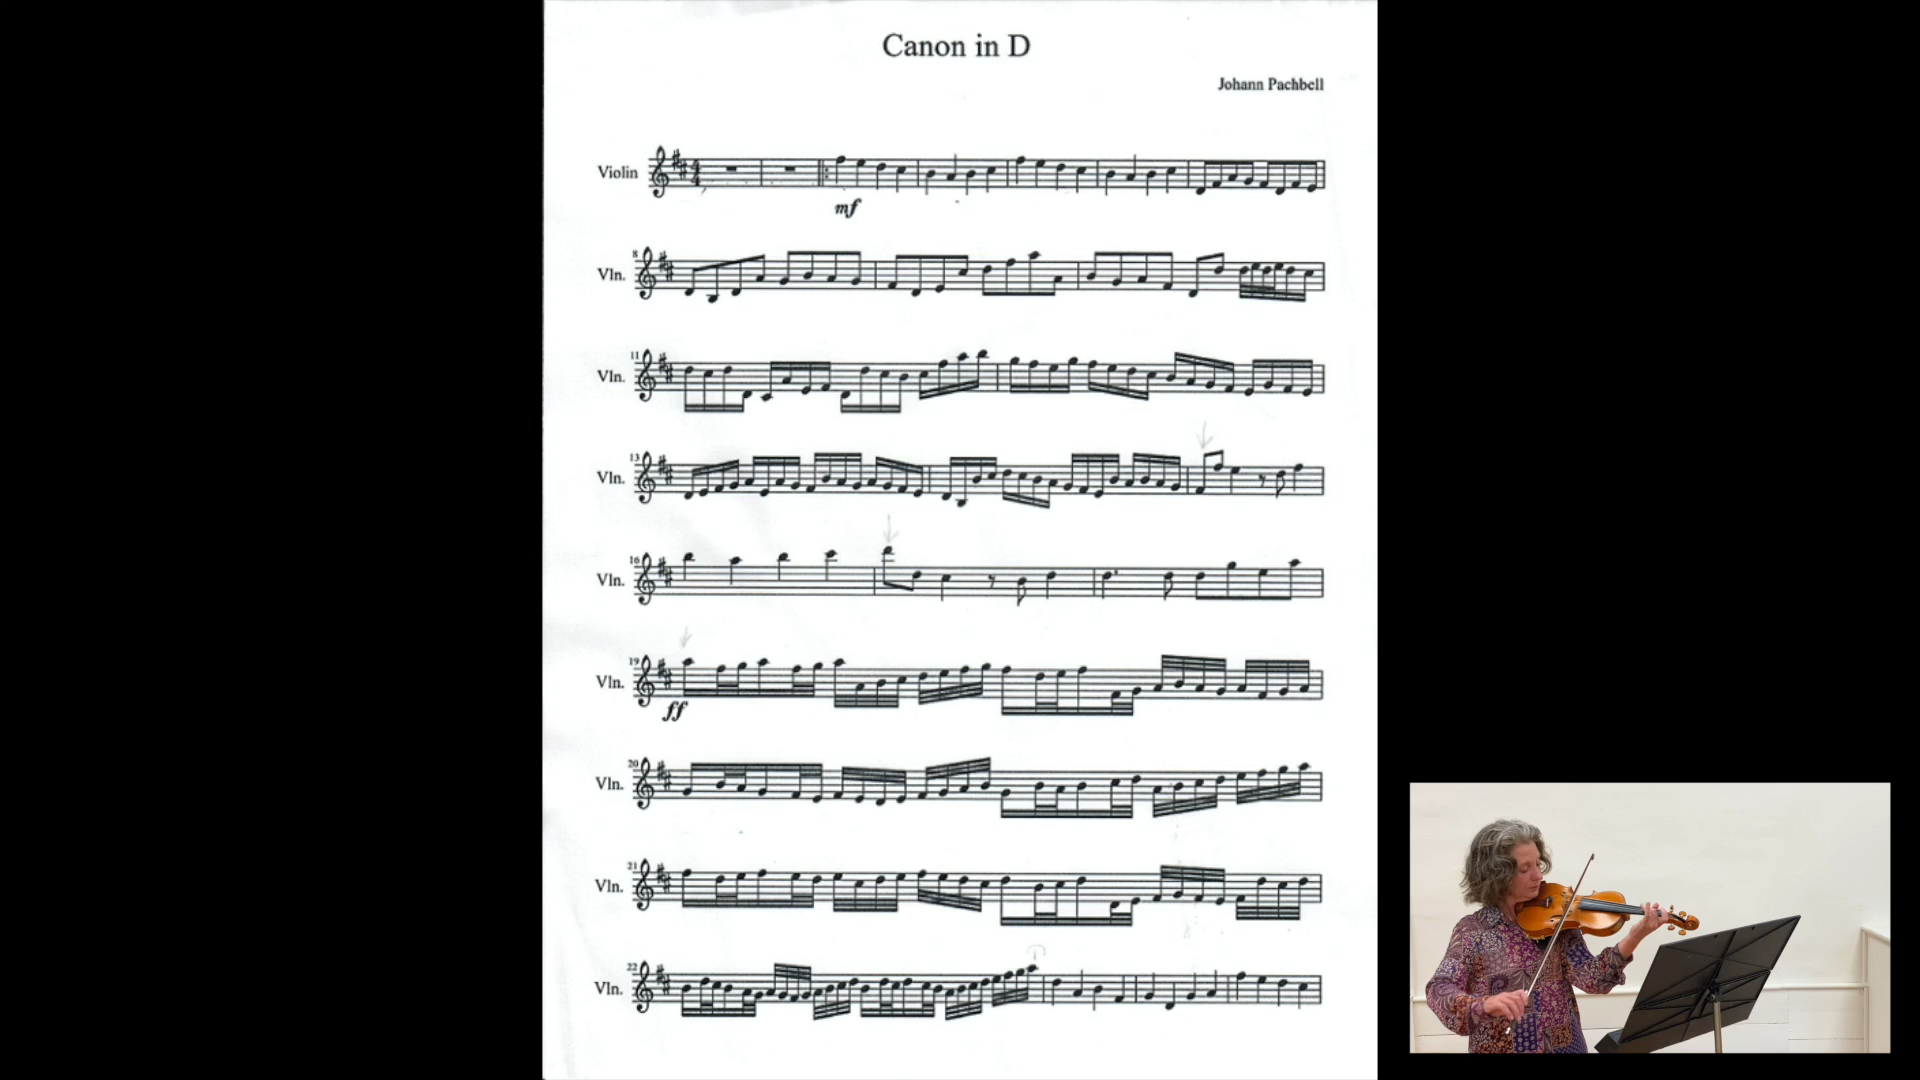 Canon in D
Johann Pachbell
Violin
mf
8
Vln.
11
Vln.
13
Vln.
16
Vln.
19
Vln.
ff
20
Vln.
21
Vln.
22
Vln.